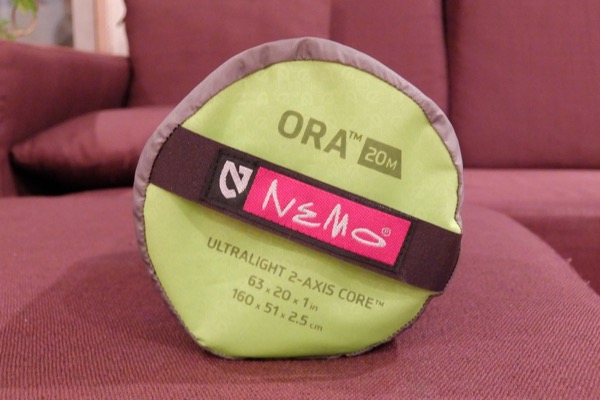 ORA™ 20M
NEMO®
ULTRALIGHT 2-AXIS CORE™
63 x 20 x 1 in
160 x 51 x 2.5 cm